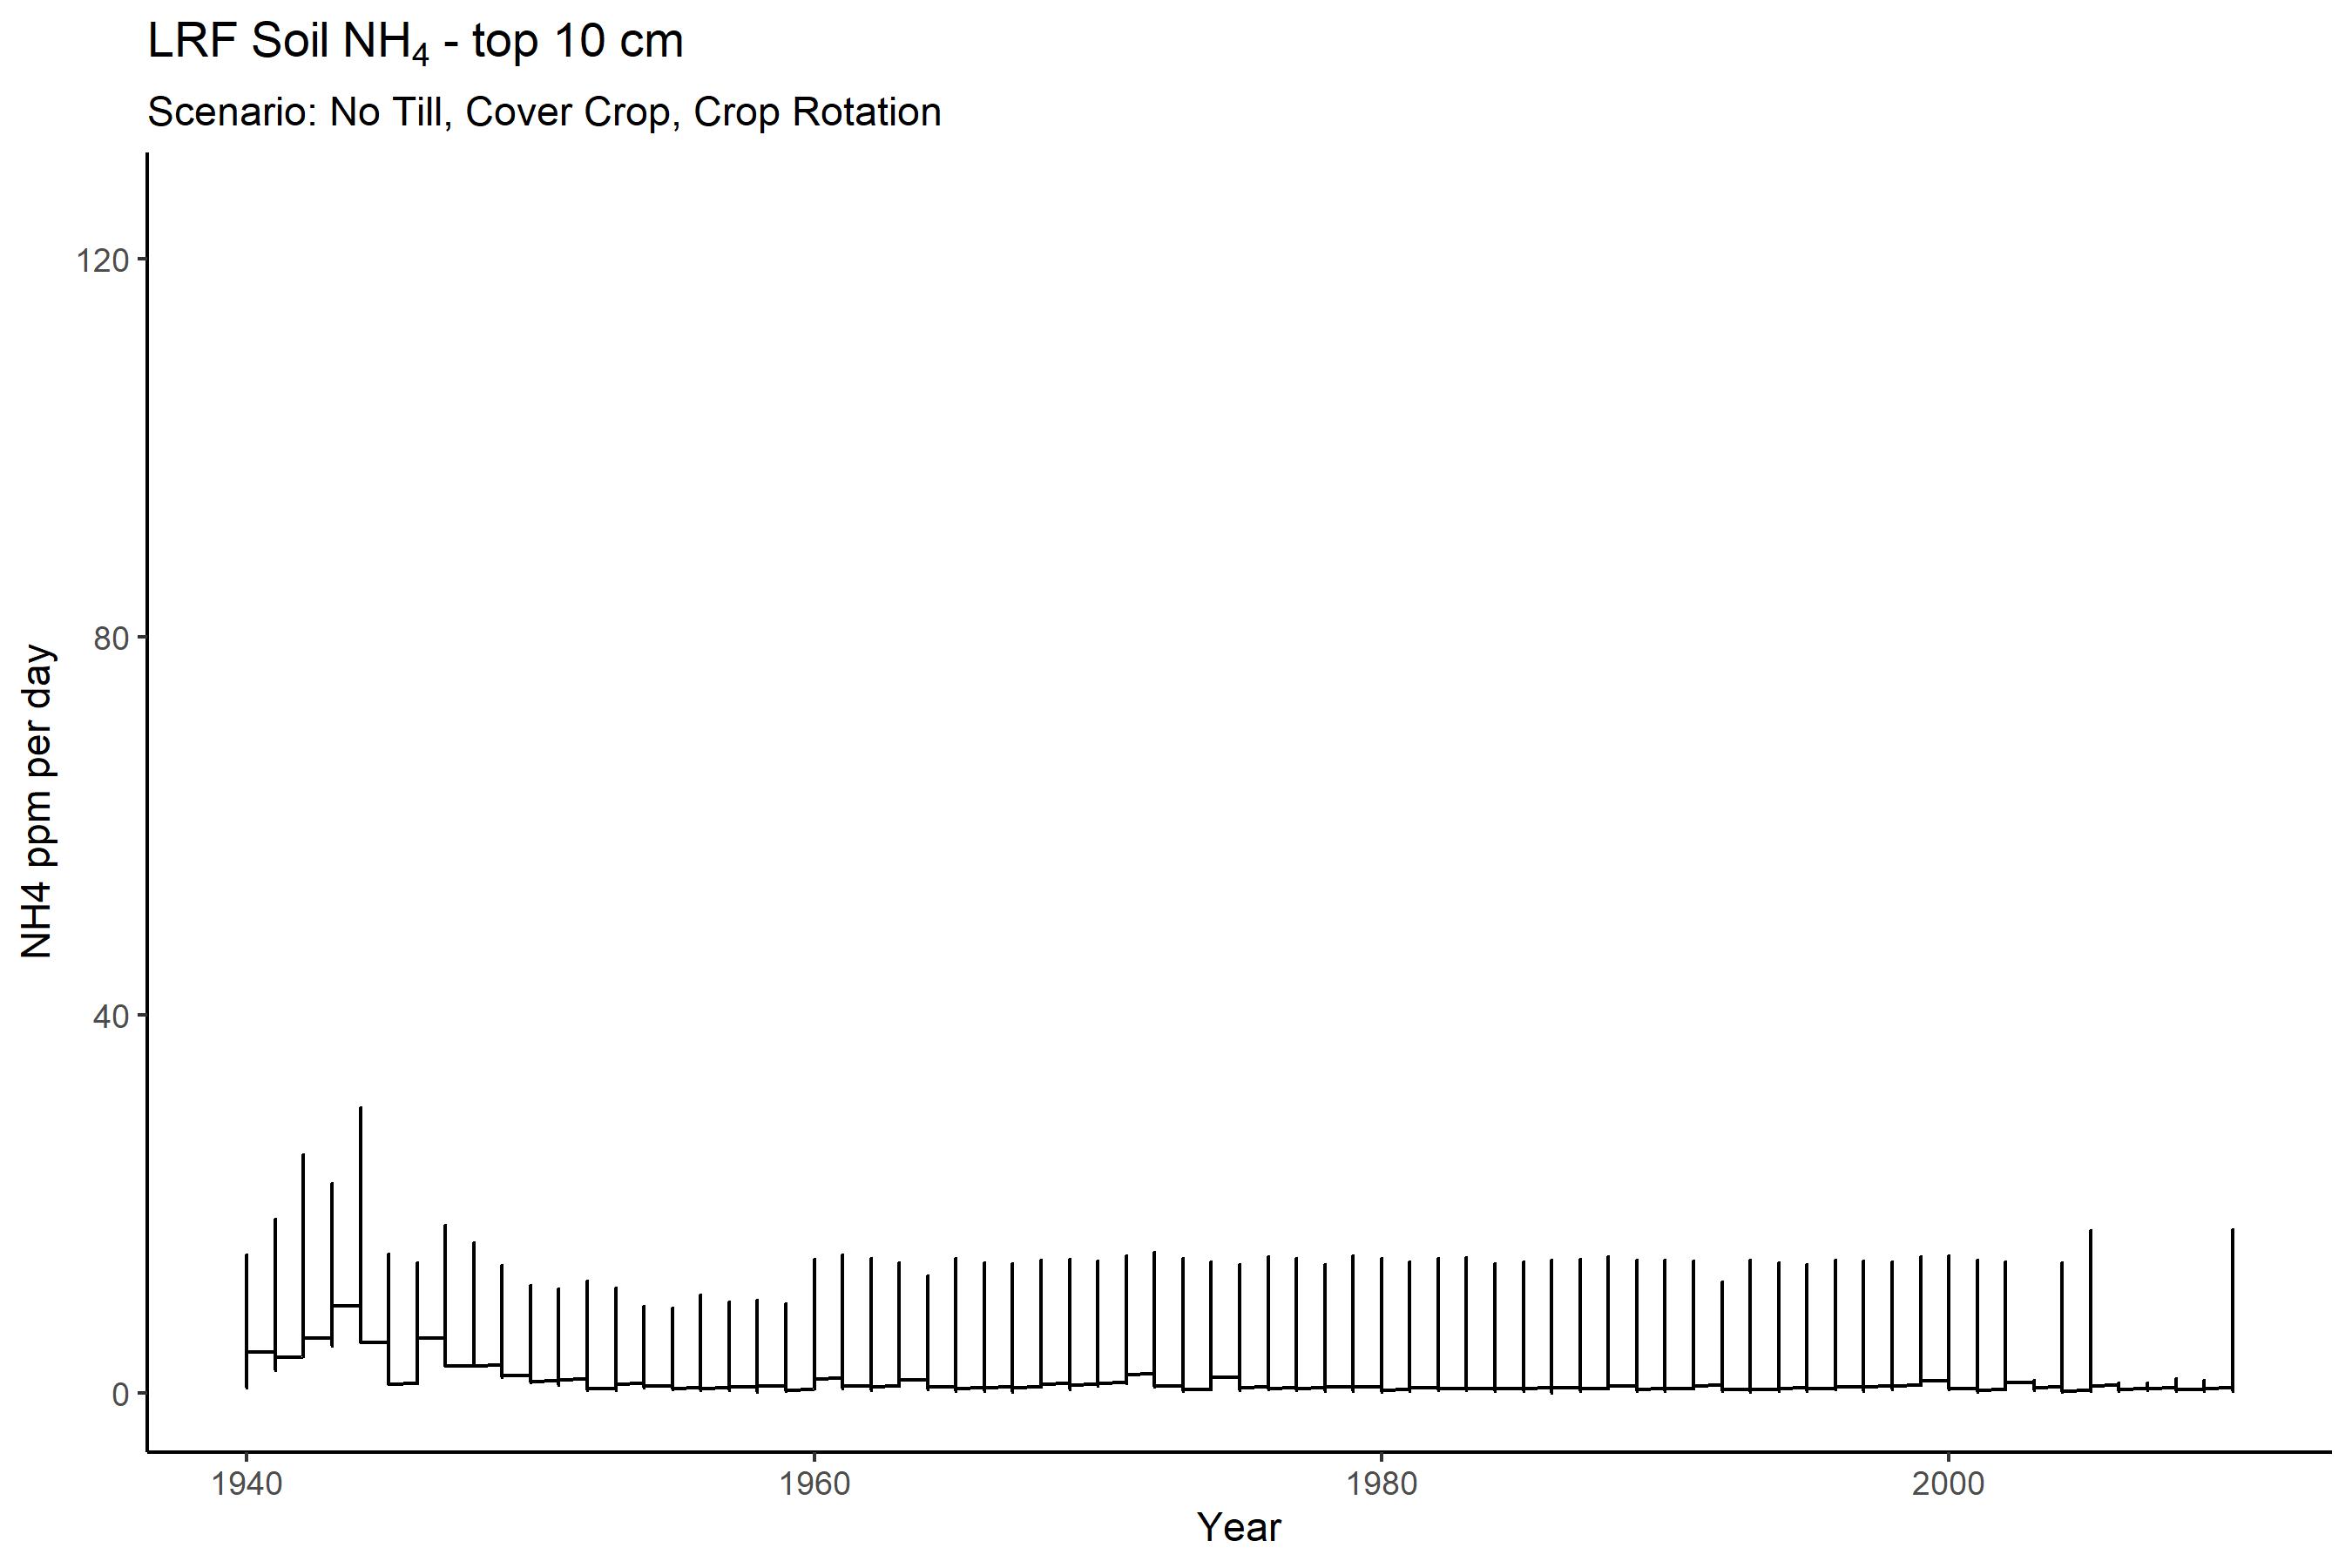 LRF Soil NH₄ - top 10 cm
Scenario: No Till, Cover Crop, Crop Rotation
120
80
40
0
NH4 ppm per day
1940 1960 1980 2000
Year